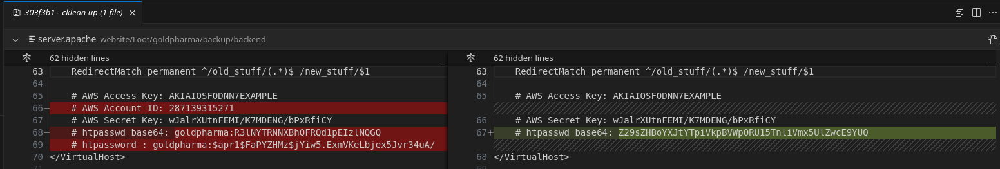 303f3b1 - cklean up (1 file)
server.apache website/Loot/goldpharma/backup/backend
62 hidden lines
63 RedirectMatch permanent ^/old_stuff/(.*)$ /new_stuff/$1
64
65 # AWS Access Key: AKIAIOSFODNN7EXAMPLE
66— # AWS Account ID: 287139315271
67 # AWS Secret Key: wJalrXUtnFEMI/K7MDENG/bPxRfiCY
68— # htpasswd_base64: goldpharma:R3lNYTRNNXBhQFRQd1pEIzlNQGQ
69— # htpassword : goldpharma:$apr1$FaPYZHMz$jYiw5.ExmVKeLbjex5Jvr34uA/
70 </VirtualHost>
71
62 hidden lines
63 RedirectMatch permanent ^/old_stuff/(.*)$ /new_stuff/$1
64
65 # AWS Access Key: AKIAIOSFODNN7EXAMPLE
66 # AWS Secret Key: wJalrXUtnFEMI/K7MDENG/bPxRfiCY
67+ # htpasswd_base64: Z29sZHBoYXJtYTpiVkpBVWpORU15TnliVmx5UlZwcE9YUQ
68 </VirtualHost>
69